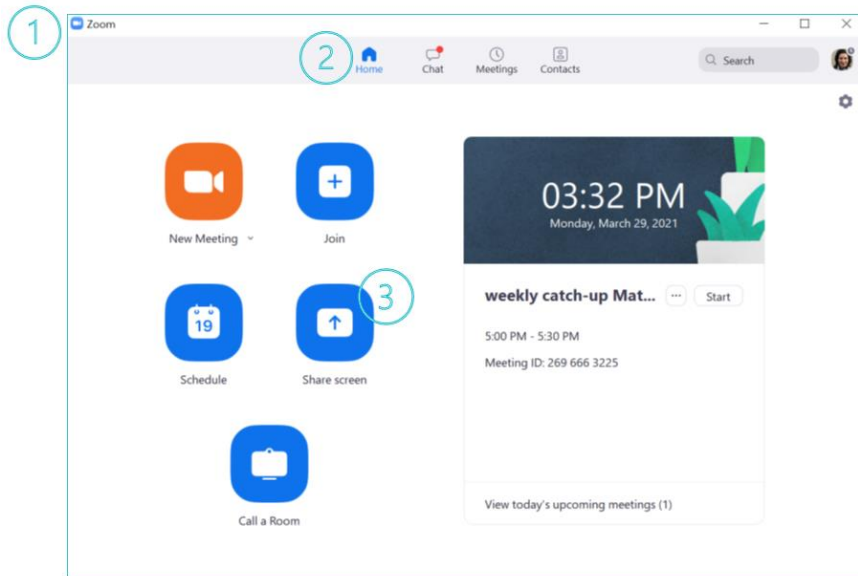 1
Zoom
2
Home
Chat
Meetings
Contacts
Search
03:32 PM
Monday, March 29, 2021
New Meeting
Join
weekly catch-up Mat... ... Start
5:00 PM - 5:30 PM
Meeting ID: 269 666 3225
19
3
Schedule
Share screen
Call a Room
View today's upcoming meetings (1)